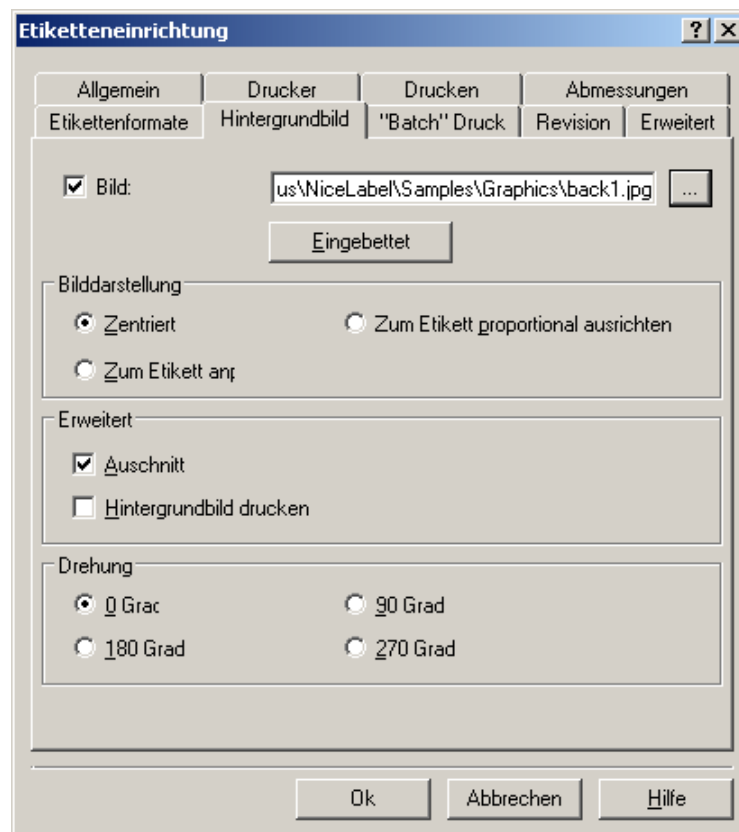 Etiketteneinrichtung
Allgemein Drucker Drucken Abmessungen
Etikettenformate Hintergrundbild "Batch" Druck Revision Erweitert
Bild: us\NiceLabel\Samples\Graphics\back1.jpg ...
Eingebettet
Bilddarstellung
Zentriert Zum Etikett proportional ausrichten
Zum Etikett anp
Erweitert
Auschnitt
Hintergrundbild drucken
Drehung
0 Grad 90 Grad
180 Grad 270 Grad
Ok Abbrechen Hilfe